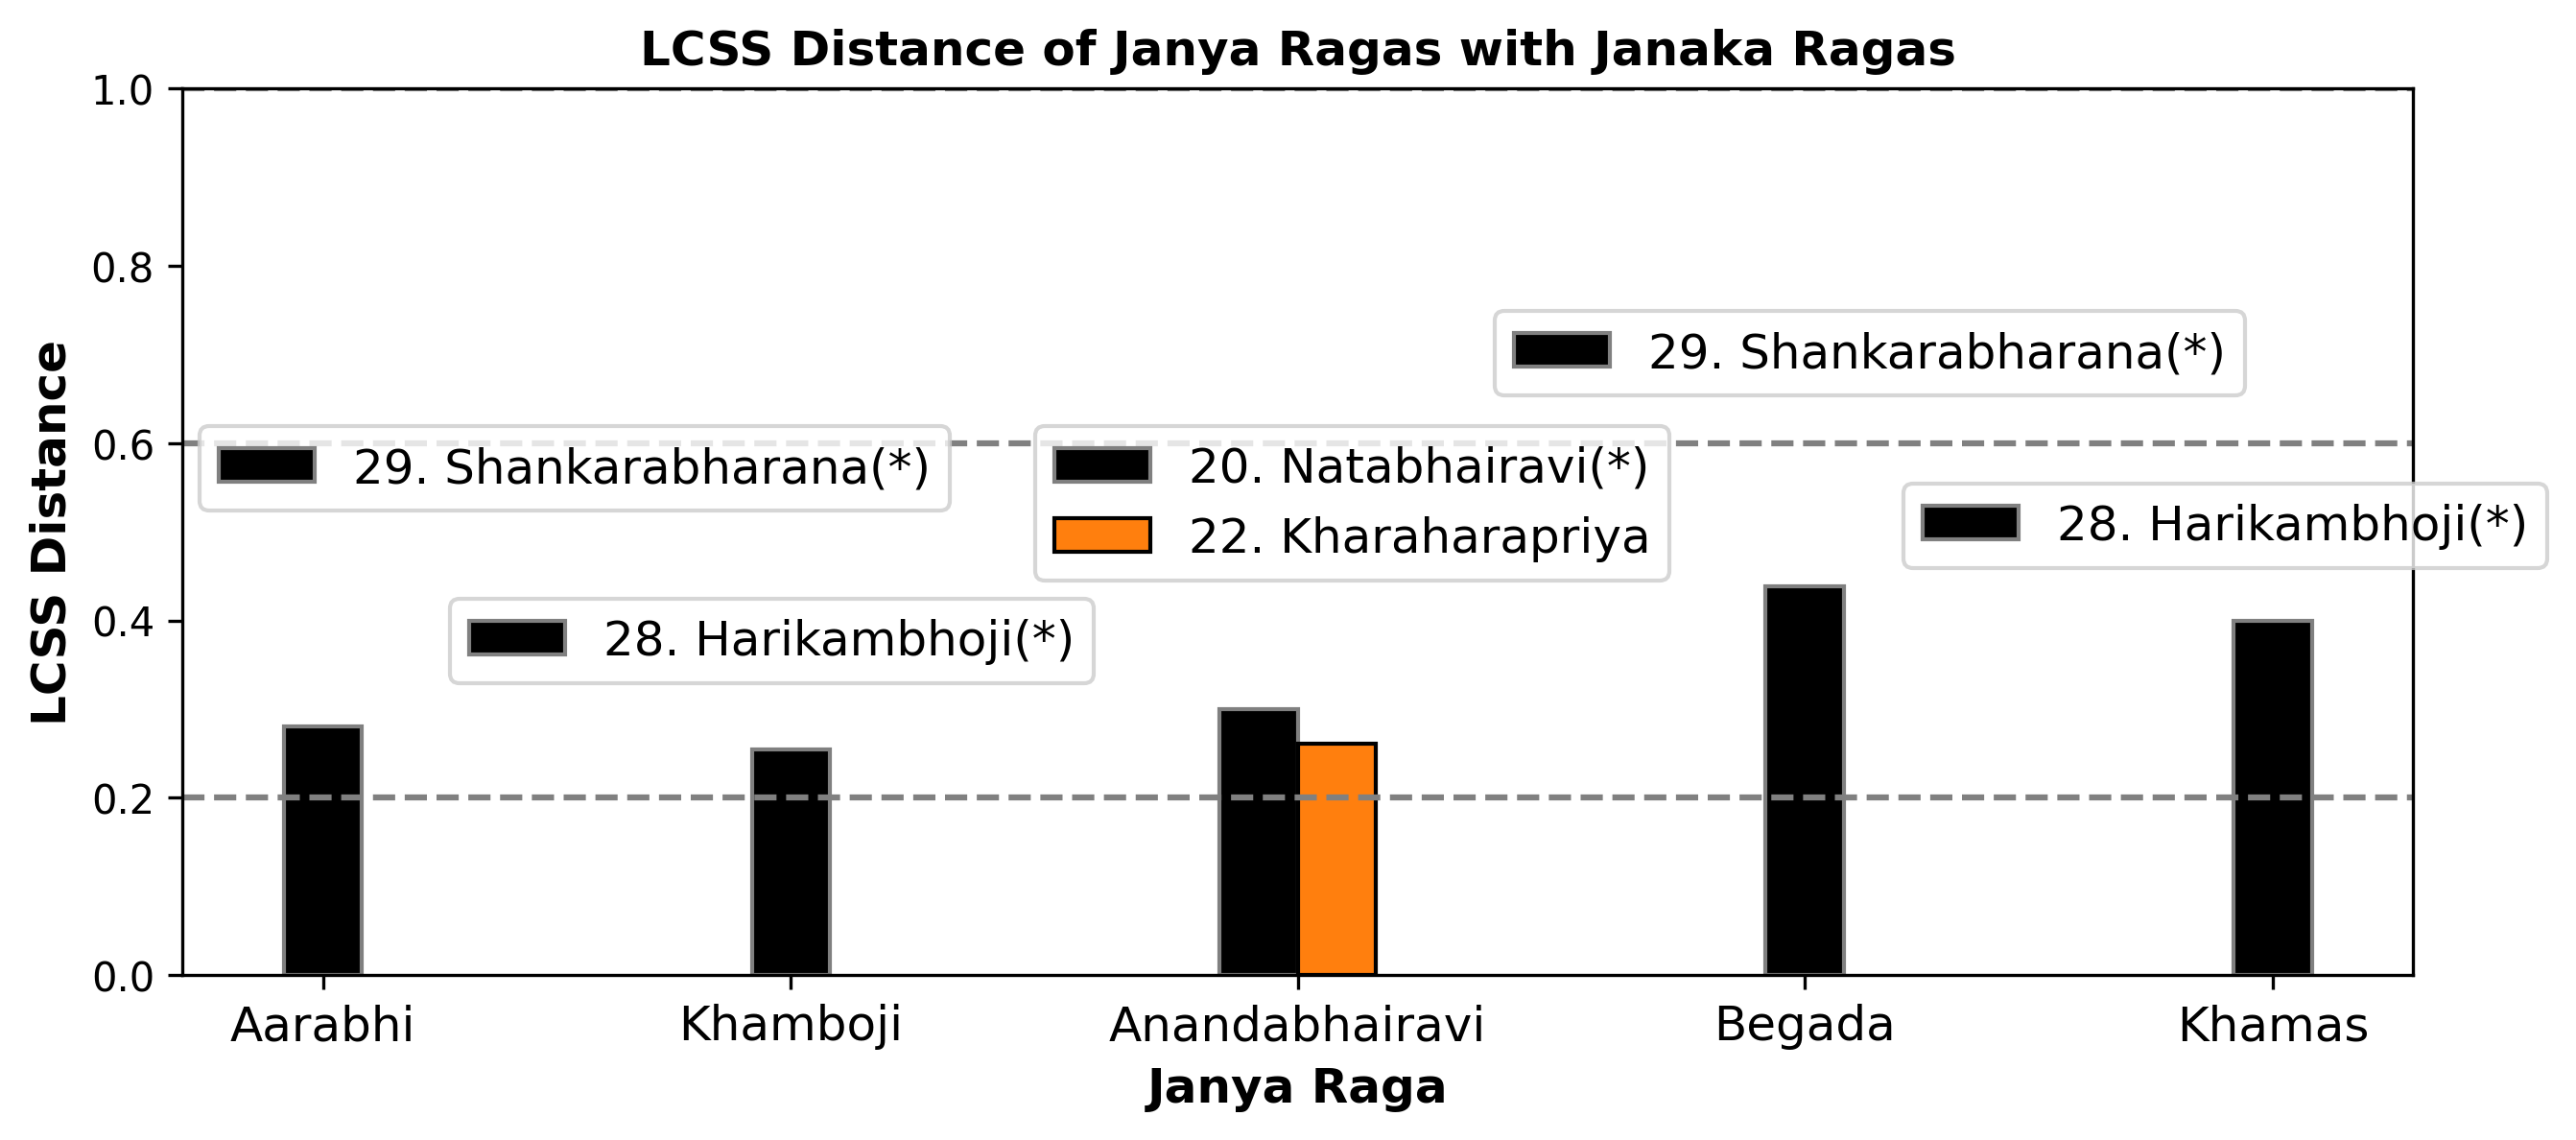 LCSS Distance of Janya Ragas with Janaka Ragas
LCSS Distance
1.0
0.8
0.6
0.4
0.2
0.0
29. Shankarabharana(*)
29. Shankarabharana(*)
20. Natabhairavi(*)
22. Kharaharapriya
28. Harikambhoji(*)
28. Harikambhoji(*)
Aarabhi
Khamboji
Anandabhairavi
Begada
Khamas
Janya Raga